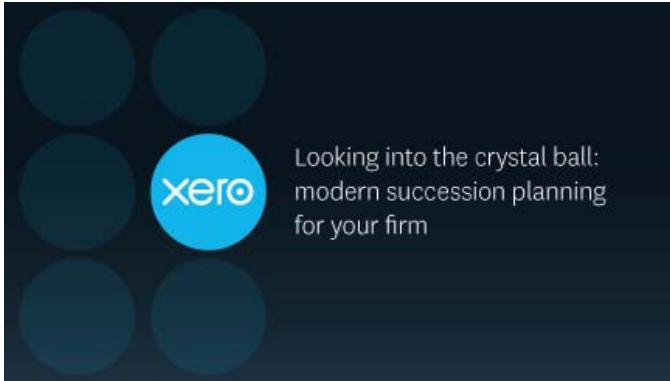 xero
Looking into the crystal ball:
modern succession planning
for your firm